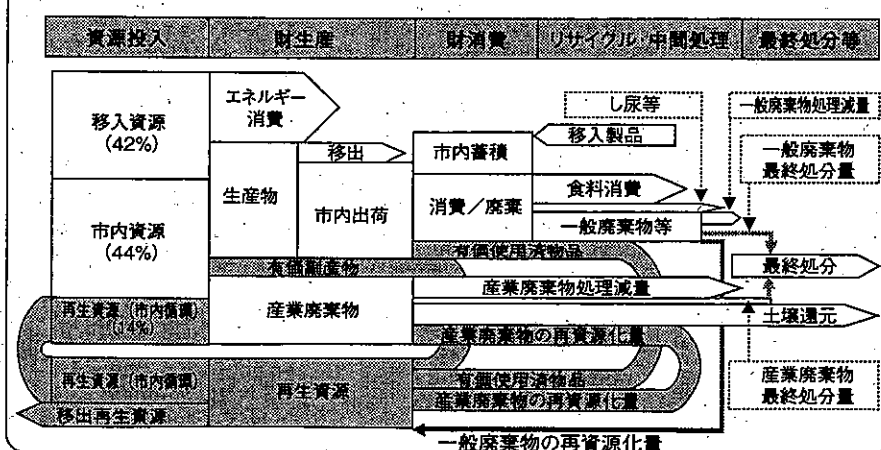 資源投入
財生産
財消費
リサイクル・中間処理
最終処分等
移入資源
(42%)
エネルギー
消費
し尿等
一般廃棄物処理減量
移入製品
移出
市内蓄積
一般廃棄物
最終処分量
生産物
市内出荷
消費／廃棄
食料消費
一般廃棄物等
市内資源
(44%)
有価使用済物品
有価副産物
最終処分
産業廃棄物処理減量
再生資源(市内循環)
(14%)
産業廃棄物
土壌還元
産業廃棄物の再資源化量
再生資源(市内循環)
再生資源
有価使用済物品
産業廃棄物の再資源化量
産業廃棄物
最終処分量
移出再生資源
一般廃棄物の再資源化量